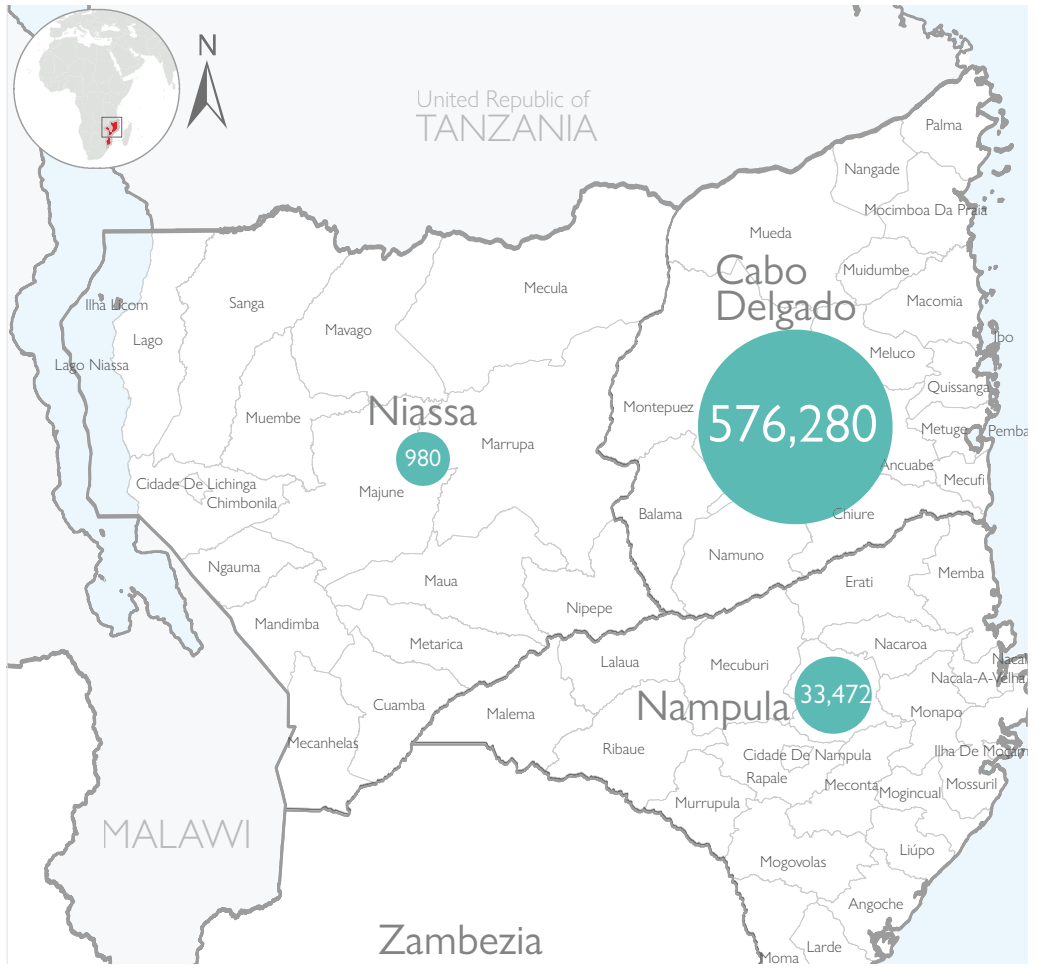 N
United Republic of
TANZANIA
Palma
Nangade
Mocimboa Da Praia
Mueda
Cabo
Delgado
Muidumbe
Mecula
Ilha Licom
Sanga
Macomia
Mavago
Lago
Ibo
Meluco
Lago Niassa
Quissanga
Niassa
Montepuez
Muembe
576,280
Metuge
Pemba
Marrupa
980
Ancuabe
Mecufi
Cidade De Lichinga
Majune
Chimbonila
Balama
Chiure
Namuno
Ngauma
Maua
Erati
Memba
Nipepe
Mandimba
Metarica
Nacaroa
Lalaua
Mecuburi
Nacala-A-Velha
33,472
Nampula
Cuamba
Malema
Monapo
Mecanhelas
Ribaue
Cidade De Nampula
Ilha De Moçam
Rapale
Meconta
Mossuril
Mogincual
Murrupula
MALAWI
Liúpo
Mogovolas
Angoche
Zambezia
Larde
Moma